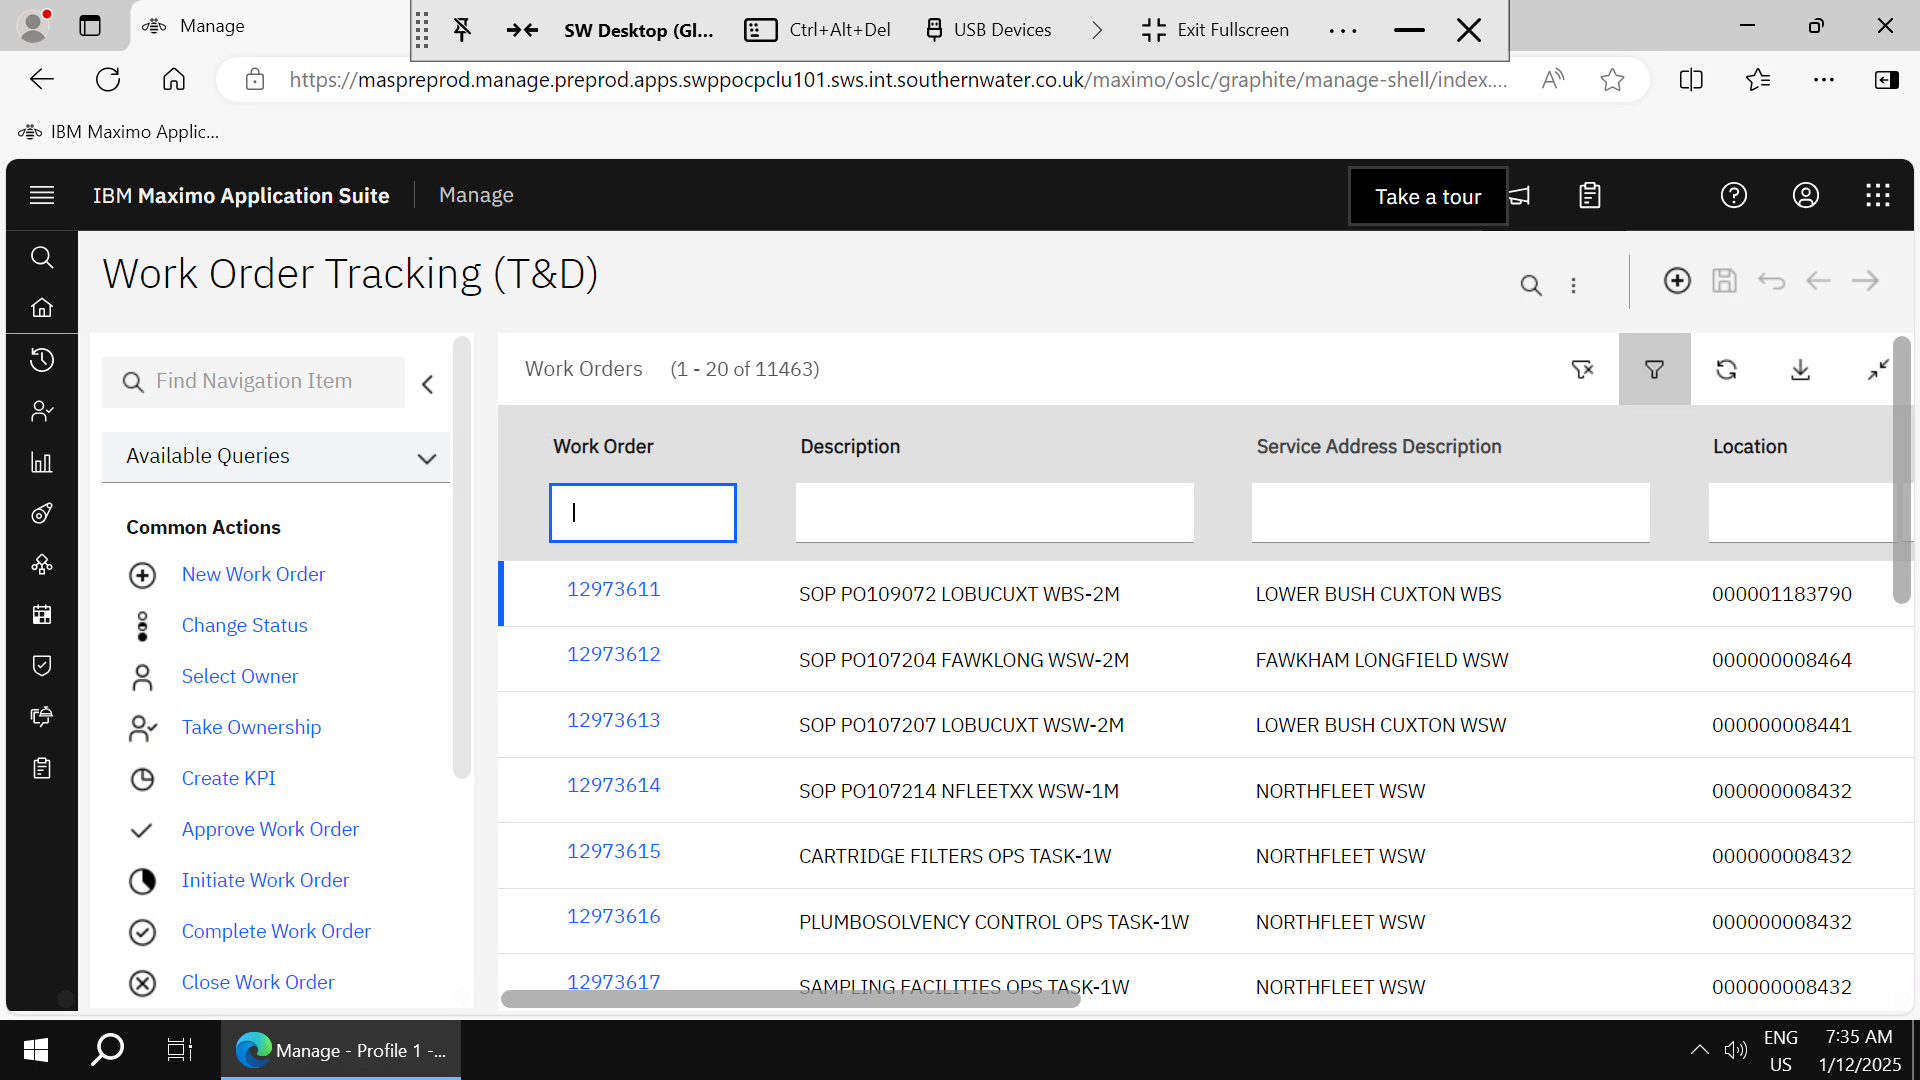 Manage
SW Desktop (Gl...
Ctrl+Alt+Del
USB Devices
Exit Fullscreen
https://maspreprod.manage.preprod.apps.swppocpclu101.sws.int.southernwater.co.uk/maximo/oslc/graphite/manage-shell/index....
IBM Maximo Applic...
IBM Maximo Application Suite
Manage
Take a tour
Work Order Tracking (T&D)
Find Navigation Item
Available Queries
Common Actions
New Work Order
Change Status
Select Owner
Take Ownership
Create KPI
Approve Work Order
Initiate Work Order
Complete Work Order
Close Work Order
Work Orders (1 - 20 of 11463)
Work Order Description Service Address Description Location
12973611 SOP PO109072 LOBUCUXT WBS-2M LOWER BUSH CUXTON WBS 000001183790
12973612 SOP PO107204 FAWKLONG WSW-2M FAWKHAM LONGFIELD WSW 000000008464
12973613 SOP PO107207 LOBUCUXT WSW-2M LOWER BUSH CUXTON WSW 000000008441
12973614 SOP PO107214 NFLEETXX WSW-1M NORTHFLEET WSW 000000008432
12973615 CARTRIDGE FILTERS OPS TASK-1W NORTHFLEET WSW 000000008432
12973616 PLUMBOSOLVENCY CONTROL OPS TASK-1W NORTHFLEET WSW 000000008432
12973617 SAMPLING FACILITIES OPS TASK-1W NORTHFLEET WSW 000000008432
Manage - Profile 1 -...
ENG
US
7:35 AM
1/12/2025